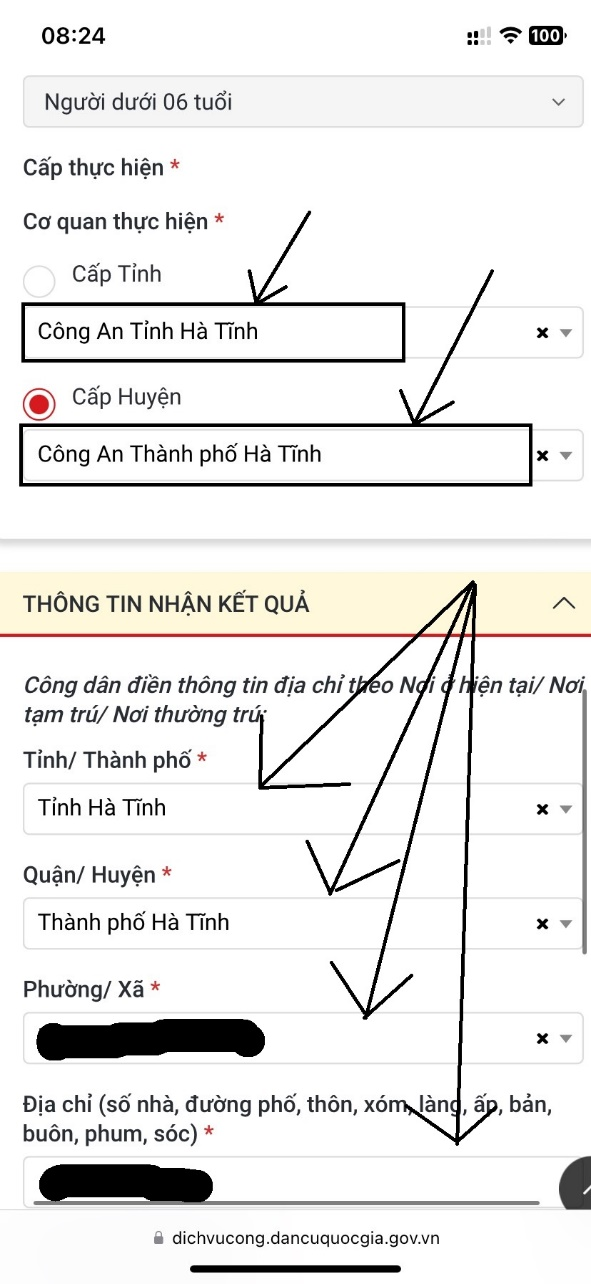 08:24
100
Người dưới 06 tuổi
Cấp thực hiện *
Cơ quan thực hiện *
Cấp Tỉnh
Công An Tỉnh Hà Tĩnh
Cấp Huyện
Công An Thành phố Hà Tĩnh
THÔNG TIN NHẬN KẾT QUẢ
Công dân điền thông tin địa chỉ theo Nơi ở hiện tại/ Nơi
tạm trú/ Nơi thường trú:
Tỉnh/ Thành phố *
Tỉnh Hà Tĩnh
Quận/ Huyện *
Thành phố Hà Tĩnh
Phường/ Xã *
Địa chỉ (số nhà, đường phố, thôn, xóm, làng, ấp, bản,
buôn, phum, sóc) *
dichvucong.dancuquocgia.gov.vn